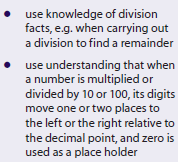 ● use knowledge of division
facts, e.g. when carrying out
a division to find a remainder
● use understanding that when
a number is multiplied or
divided by 10 or 100, its digits
move one or two places to
the left or the right relative to
the decimal point, and zero is
used as a place holder